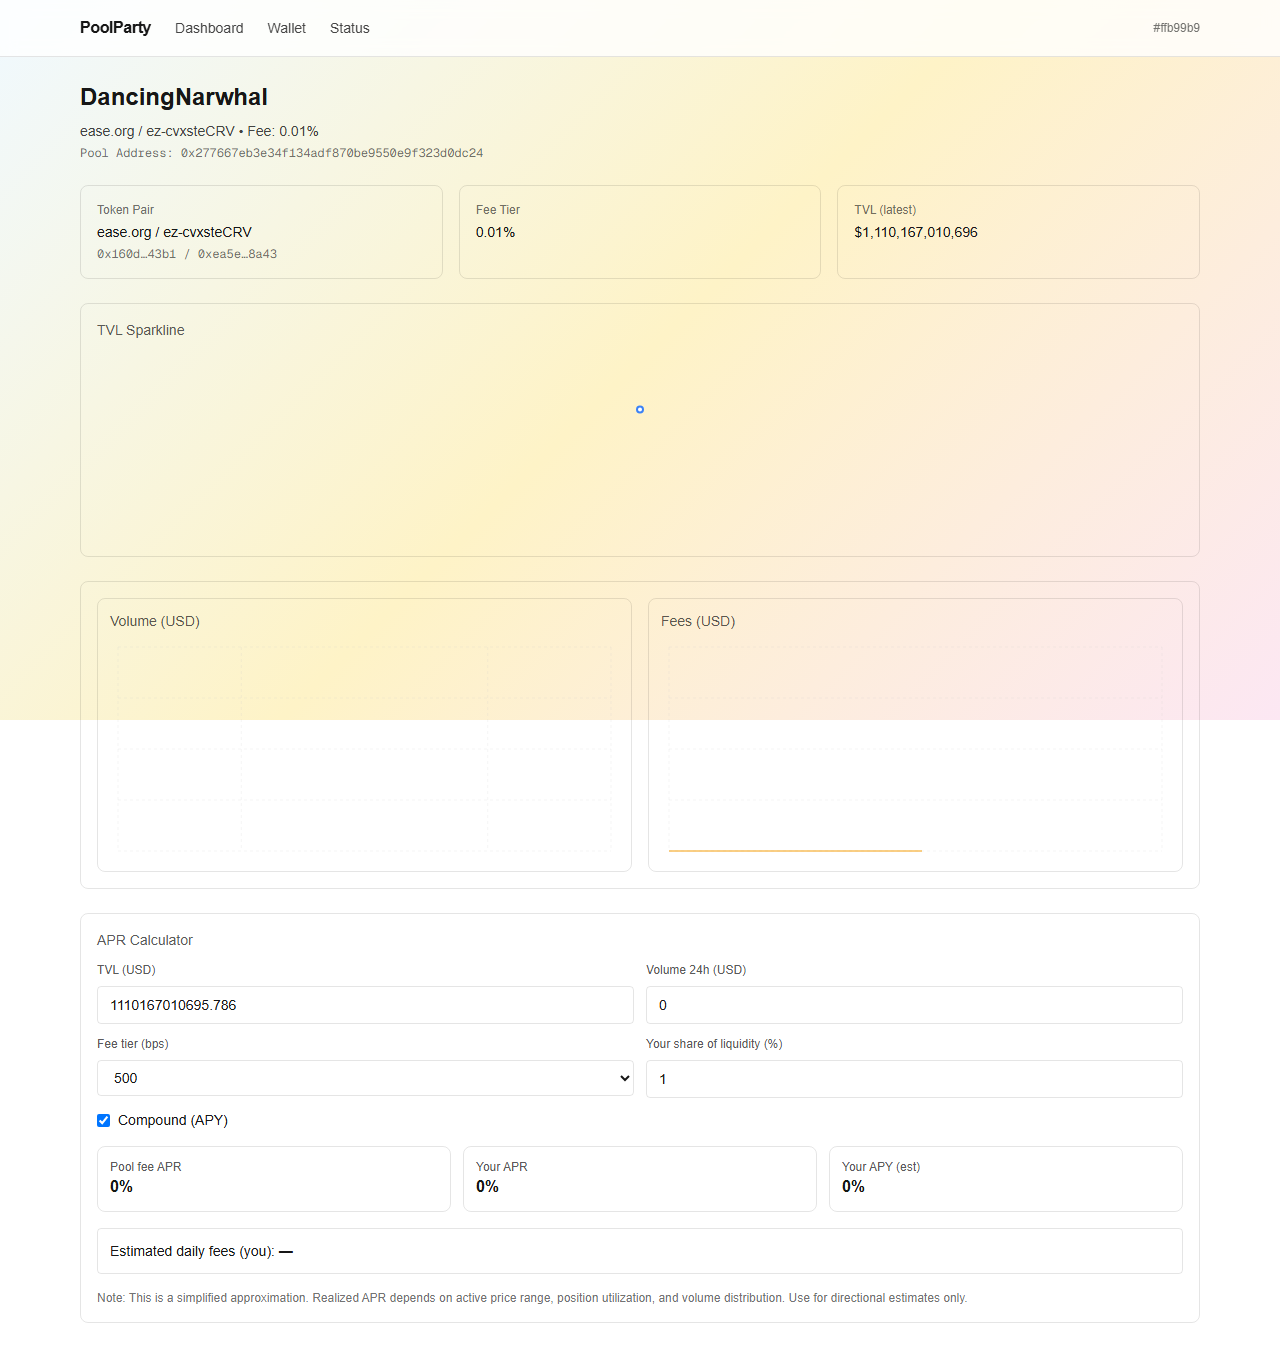 PoolParty Dashboard Wallet Status #ffb99b9
DancingNarwhal
ease.org / ez-cvxsteCRV • Fee: 0.01%
Pool Address: 0x277667eb3e34f134adf870be9550e9f323d0dc24
Token Pair
ease.org / ez-cvxsteCRV
0x160d…43b1 / 0xea5e…8a43
Fee Tier
0.01%
TVL (latest)
$1,110,167,010,696
TVL Sparkline
Volume (USD)
Fees (USD)
APR Calculator
TVL (USD)
1110167010695.786
Volume 24h (USD)
0
Fee tier (bps)
500
Your share of liquidity (%)
1
Compound (APY)
Pool fee APR
0%
Your APR
0%
Your APY (est)
0%
Estimated daily fees (you): —
Note: This is a simplified approximation. Realized APR depends on active price range, position utilization, and volume distribution. Use for directional estimates only.